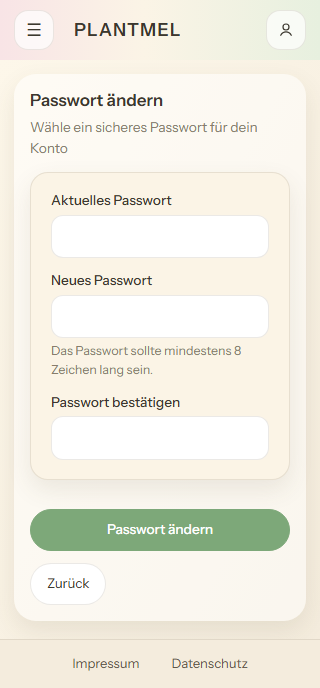 PLANTMEL
Passwort ändern
Wähle ein sicheres Passwort für dein
Konto
Aktuelles Passwort
Neues Passwort
Das Passwort sollte mindestens 8
Zeichen lang sein.
Passwort bestätigen
Passwort ändern
Zurück
Impressum Datenschutz